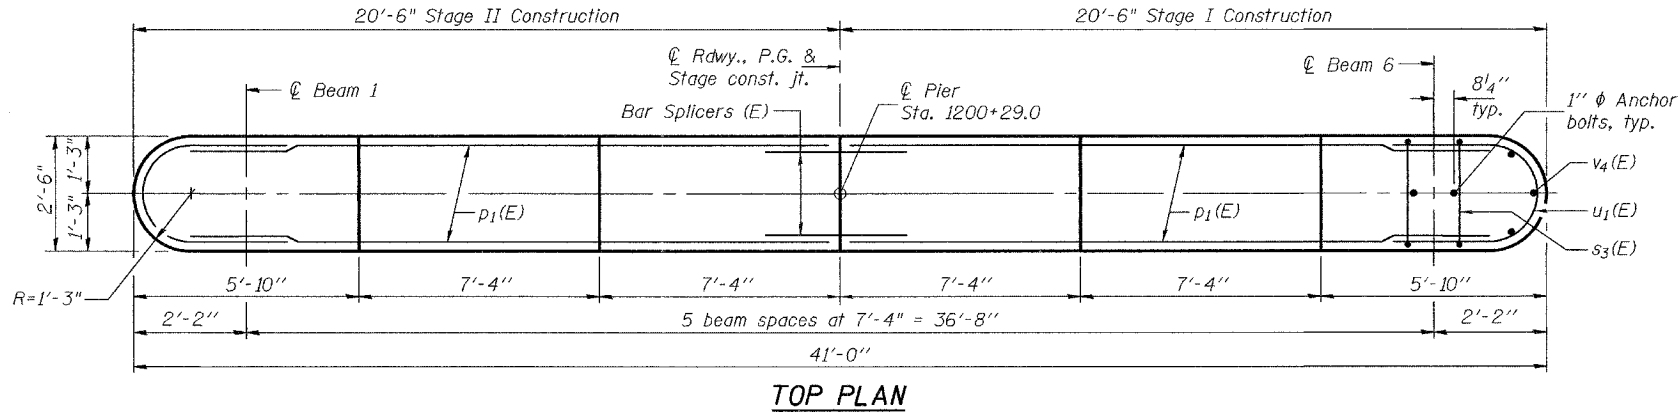 20'-6" Stage II Construction
20'-6" Stage I Construction
℄ Rdwy., P.G. &
Stage const. jt.
℄ Beam 6
8¼"
typ.
℄ Beam 1
Bar Splicers (E)
℄ Pier
Sta. 1200+29.0
1" ϕ Anchor
bolts, typ.
2'-6"
1'-3"
1'-3"
v4(E)
p1(E)
p1(E)
u1(E)
s3(E)
R=1'-3"
5'-10"
7'-4"
7'-4"
7'-4"
7'-4"
5'-10"
2'-2"
5 beam spaces at 7'-4" = 36'-8"
2'-2"
41'-0"
TOP PLAN